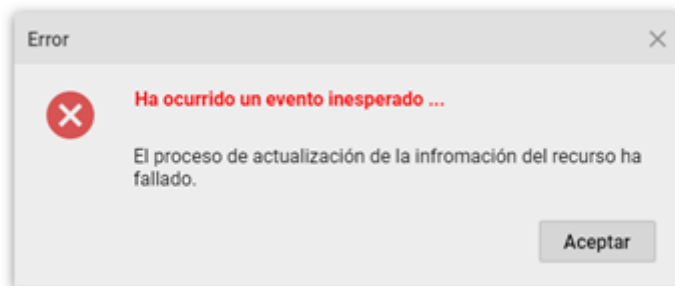 Error
Ha ocurrido un evento inesperado ...
El proceso de actualización de la infromación del recurso ha
fallado.
Aceptar